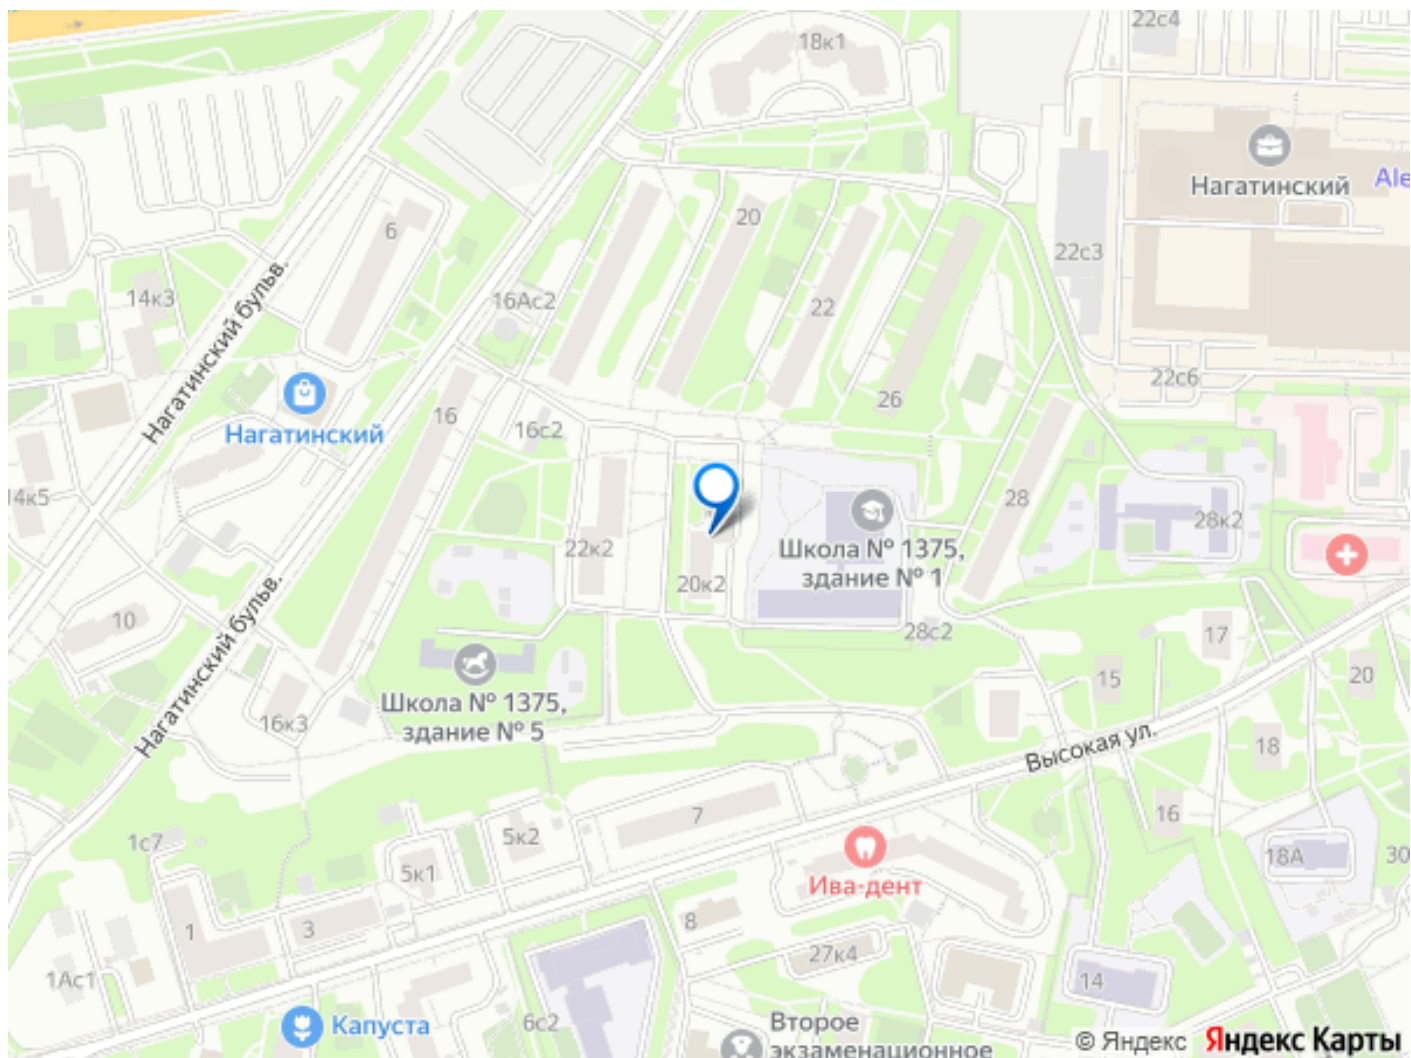 22с4
18к1
Нагатинский
Ale
20
6
22с3
14к3
16Ас2
22
22с6
26
16
Нагатинский бульв.
Нагатинский
16с2
14к5
28
28к2
22к2
Школа № 1375,
здание № 1
20к2
10
28с2
17
Нагатинский бульв.
Школа № 1375,
здание № 5
15
20
16к3
Высокая ул.
18
7
16
1с7
5к2
5к1
Ива-дент
18А
30
1
3
8
27к4
1Ас1
14
6с2
Капуста
Второе
экзаменационное
© Яндекс Яндекс Карты